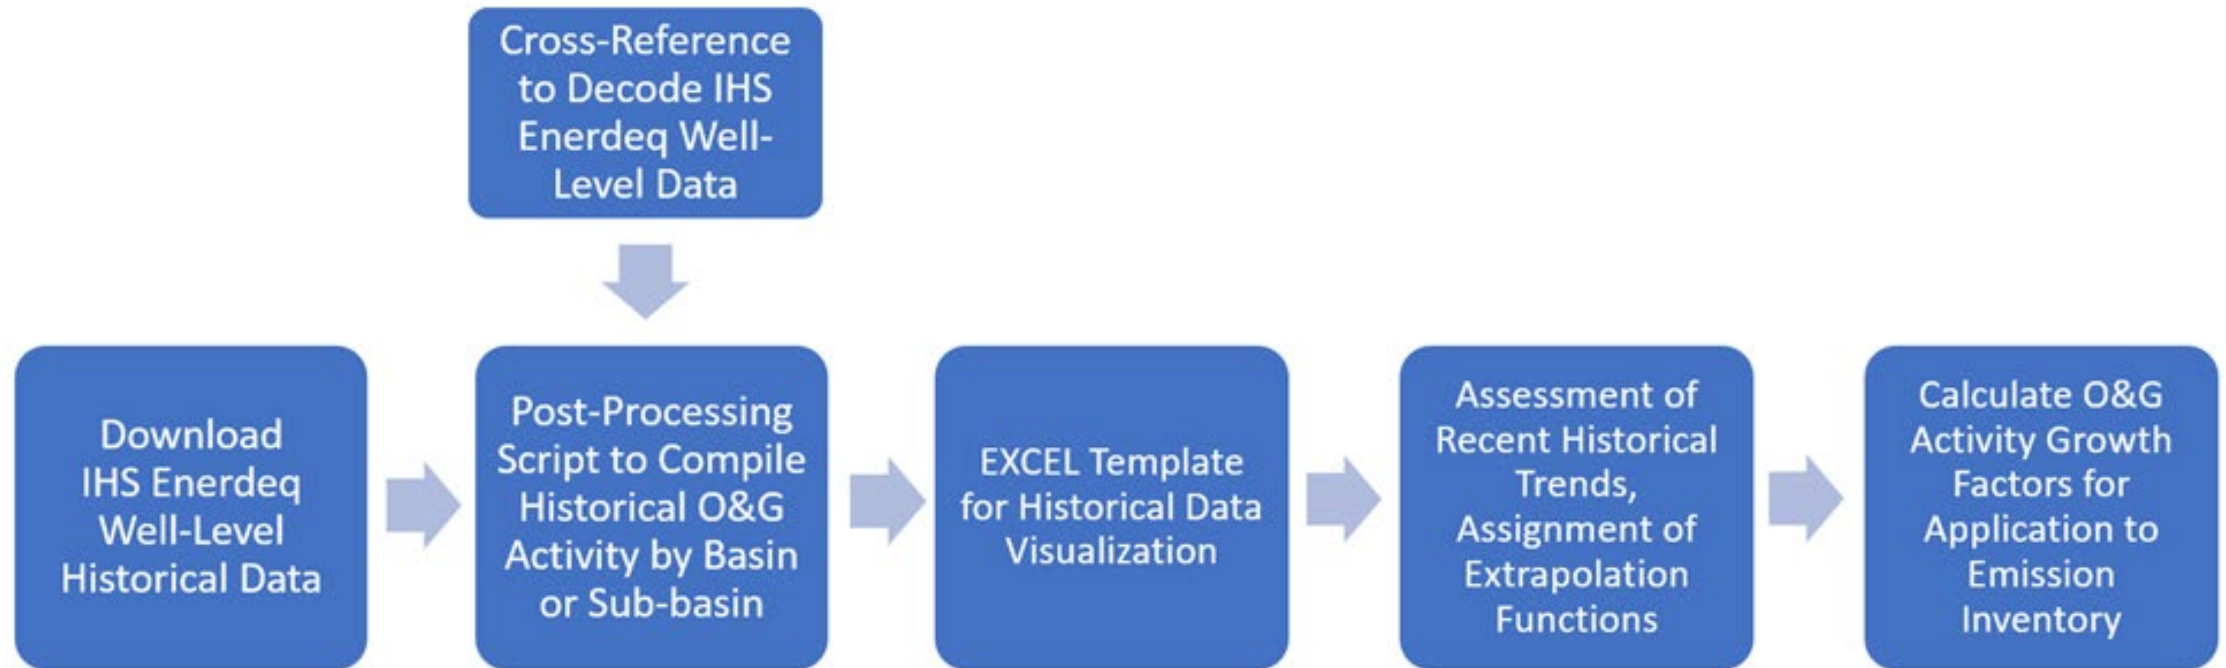 Cross-Reference
to Decode IHS
Enerdeq Well-
Level Data
Download
IHS Enerdeq
Well-Level
Historical Data
Post-Processing
Script to Compile
Historical O&G
Activity by Basin
or Sub-basin
EXCEL Template
for Historical Data
Visualization
Assessment of
Recent Historical
Trends,
Assignment of
Extrapolation
Functions
Calculate O&G
Activity Growth
Factors for
Application to
Emission
Inventory